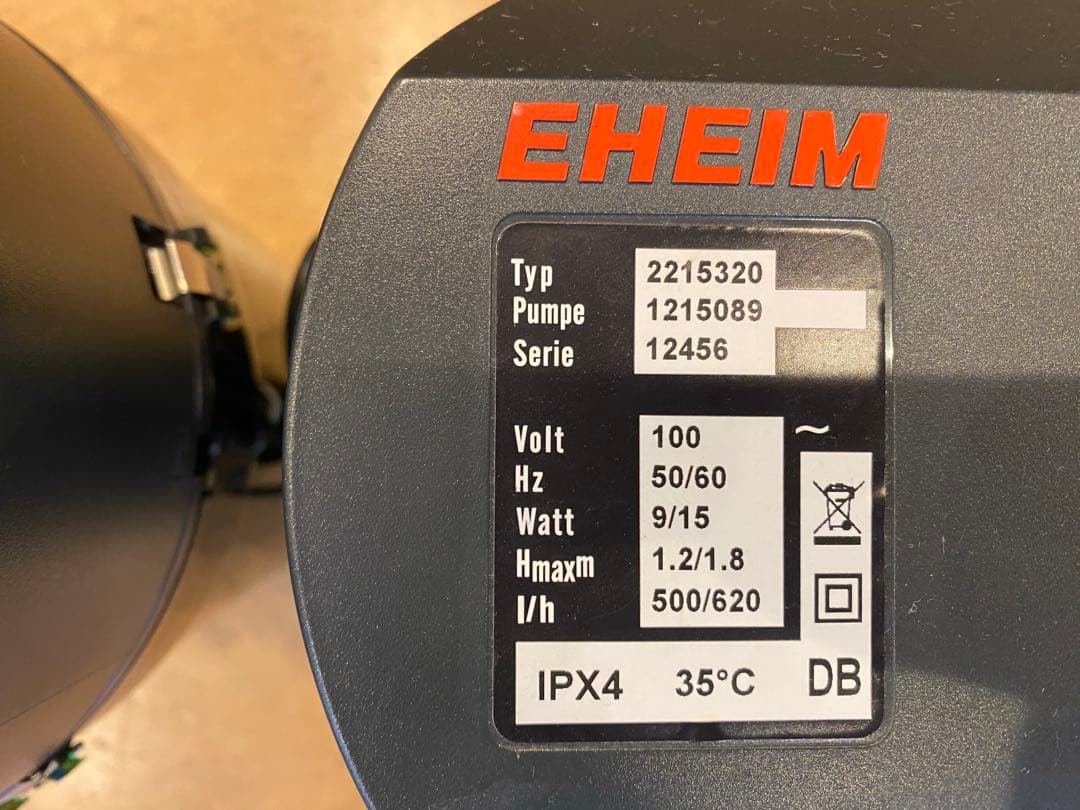 EHEIM
Typ 2215320
Pumpe 1215089
Serie 12456
Volt 100 ~
Hz 50/60
Watt 9/15
Hmaxm 1.2/1.8
l/h 500/620
IPX4 35°C DB